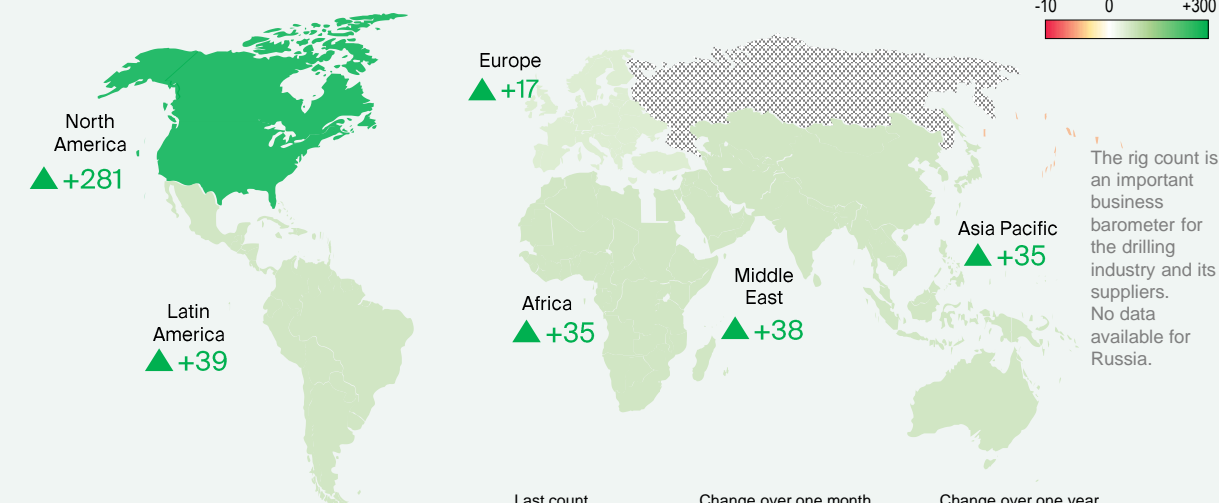 -10 0 +300
Europe
+17
North
America
+281
The rig count is
an important
business
barometer for
the drilling
industry and its
suppliers.
No data
available for
Russia.
Asia Pacific
+35
Middle
East
+38
Africa
+35
Latin
America
+39
Last count Change over one month Change over one year